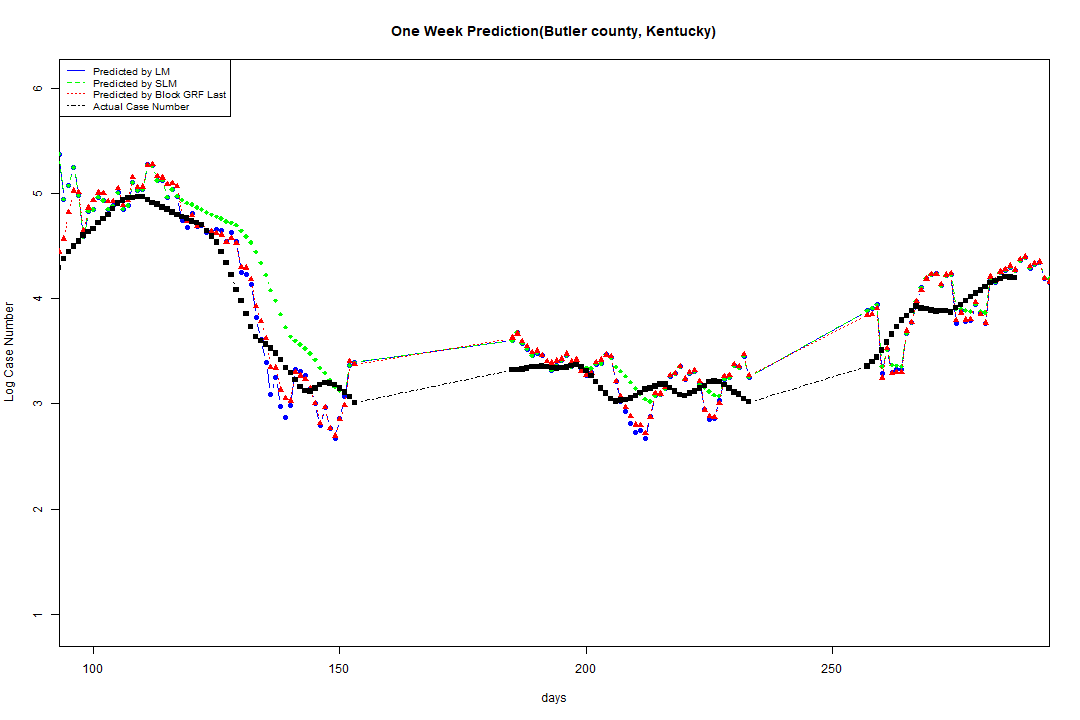 One Week Prediction(Butler county, Kentucky)
Predicted by LM
Predicted by SLM
Predicted by Block GRF Last
Actual Case Number
6
5
4
3
2
1
Log Case Number
100 150 200 250
days